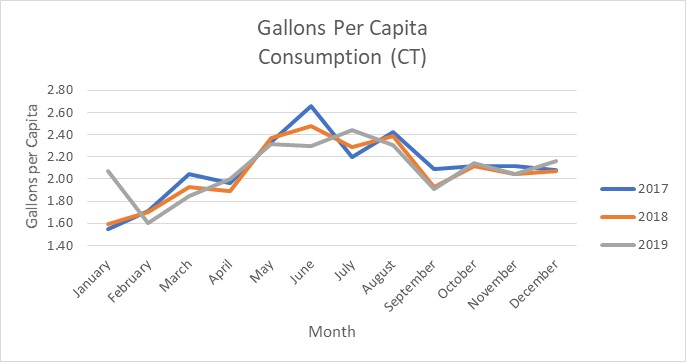 Gallons Per Capita
Consumption (CT)
2.80
2.60
2.40
2.20
2.00
1.80
1.60
1.40
Gallons per Capita
January
February
March
April
May
June
July
August
September
October
November
December
Month
2017
2018
2019